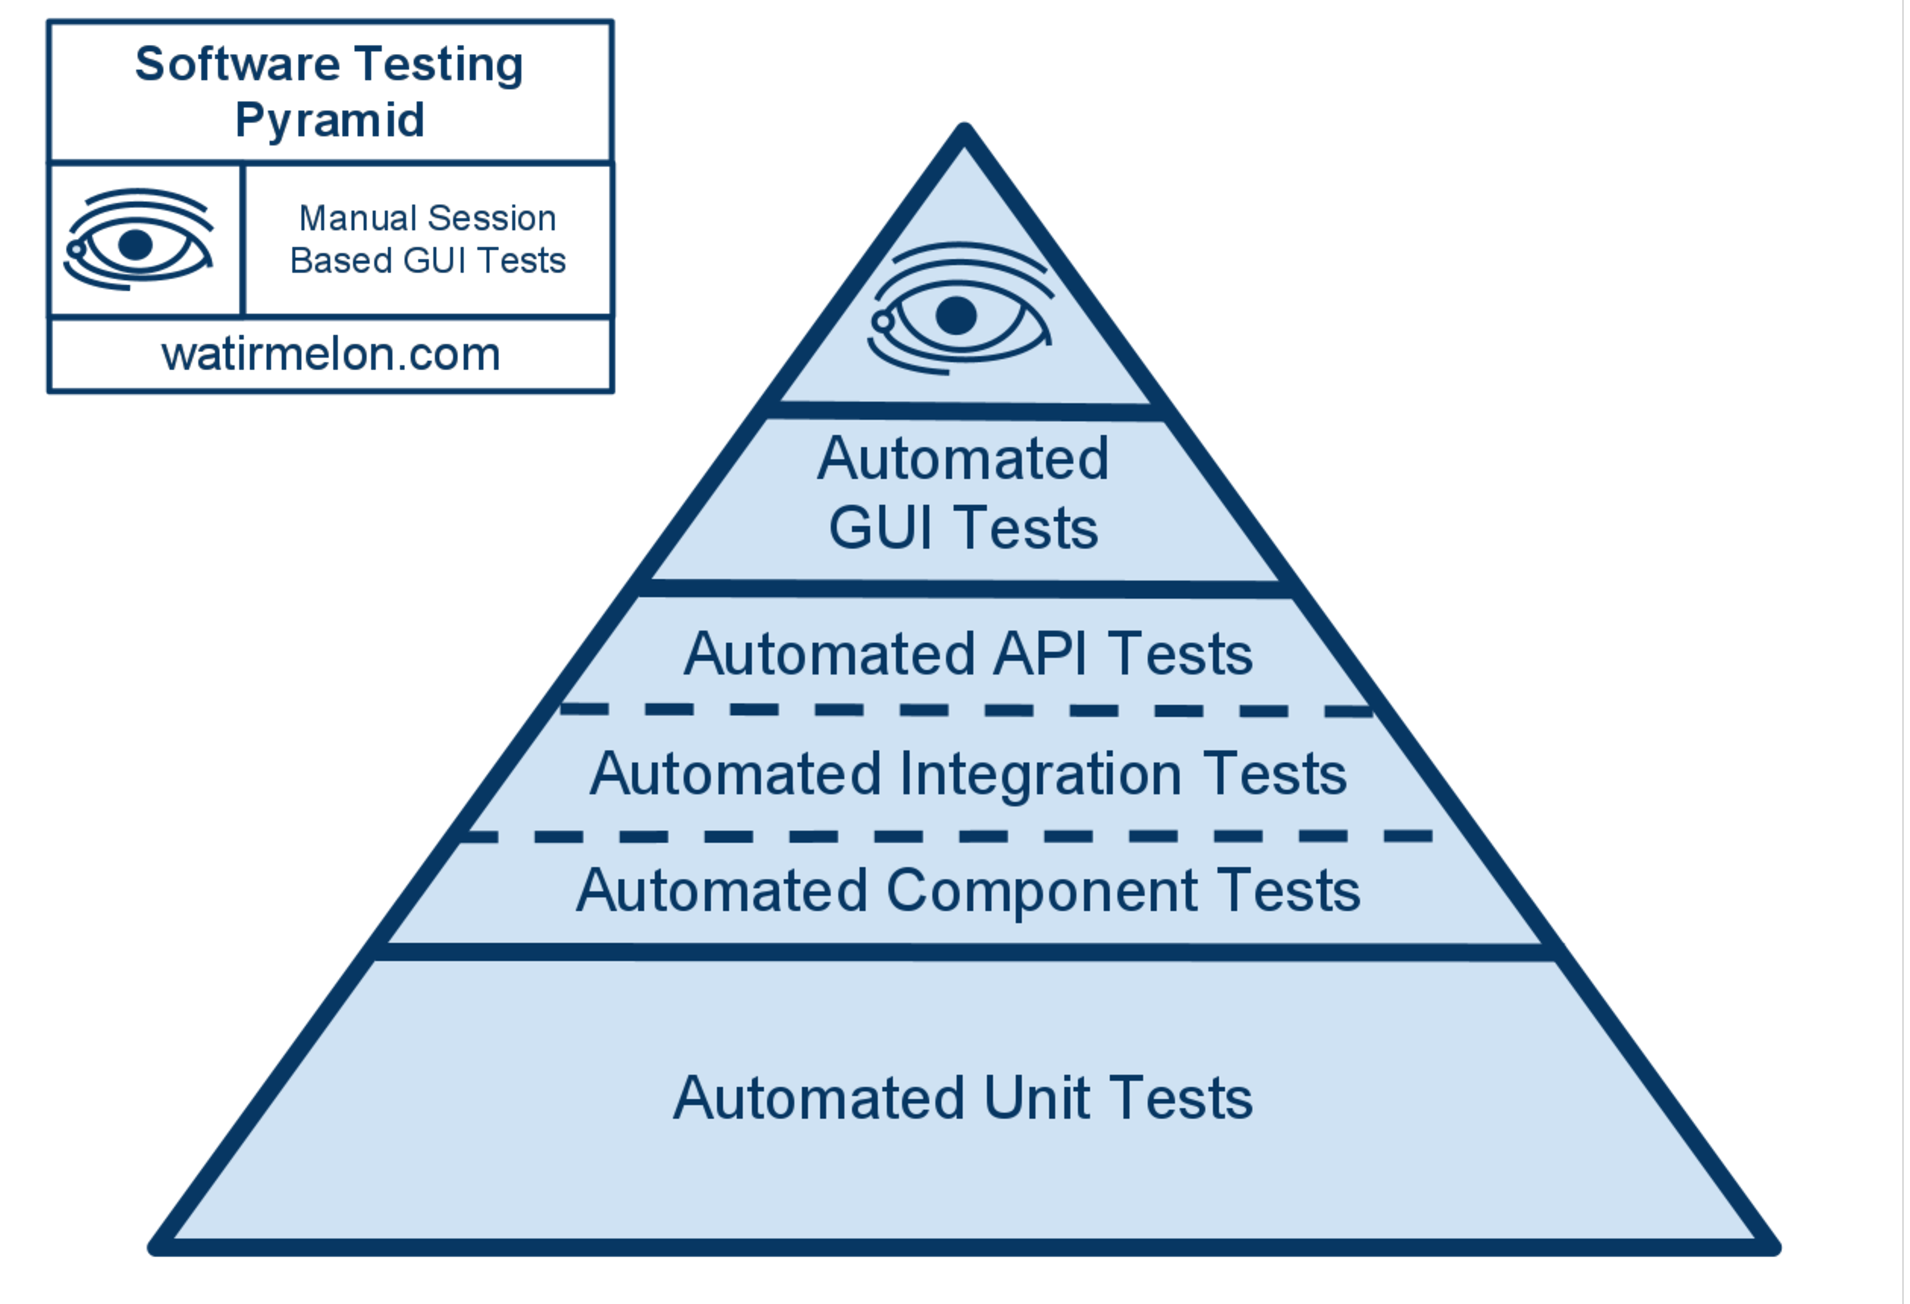 Software Testing
Pyramid
Manual Session
Based GUI Tests
watirmelon.com
Automated
GUI Tests
Automated API Tests
Automated Integration Tests
Automated Component Tests
Automated Unit Tests